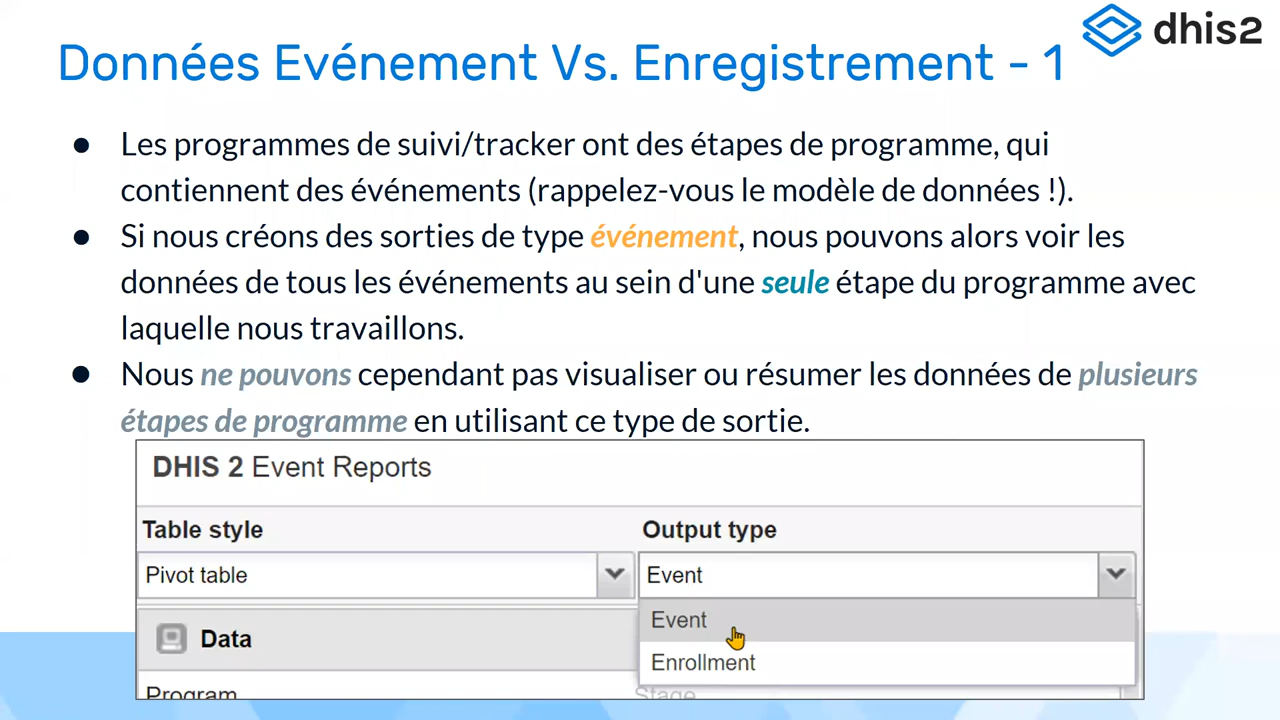 dhis2
Données Evénement Vs. Enregistrement - 1
● Les programmes de suivi/tracker ont des étapes de programme, qui
contiennent des événements (rappelez-vous le modèle de données !).
● Si nous créons des sorties de type événement, nous pouvons alors voir les
données de tous les événements au sein d'une seule étape du programme avec
laquelle nous travaillons.
● Nous ne pouvons cependant pas visualiser ou résumer les données de plusieurs
étapes de programme en utilisant ce type de sortie.
DHIS 2 Event Reports
Table style Output type
Pivot table Event
Event
Data
Enrollment
Program Stage